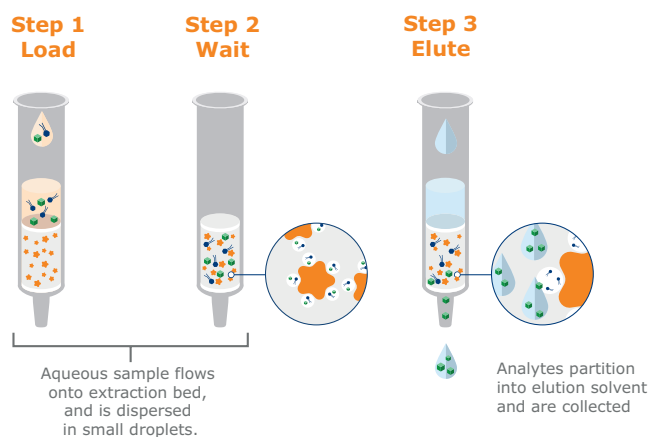 Step 1
Load
Step 2
Wait
Step 3
Elute
Aqueous sample flows
onto extraction bed,
and is dispersed
in small droplets.
Analytes partition
into elution solvent
and are collected